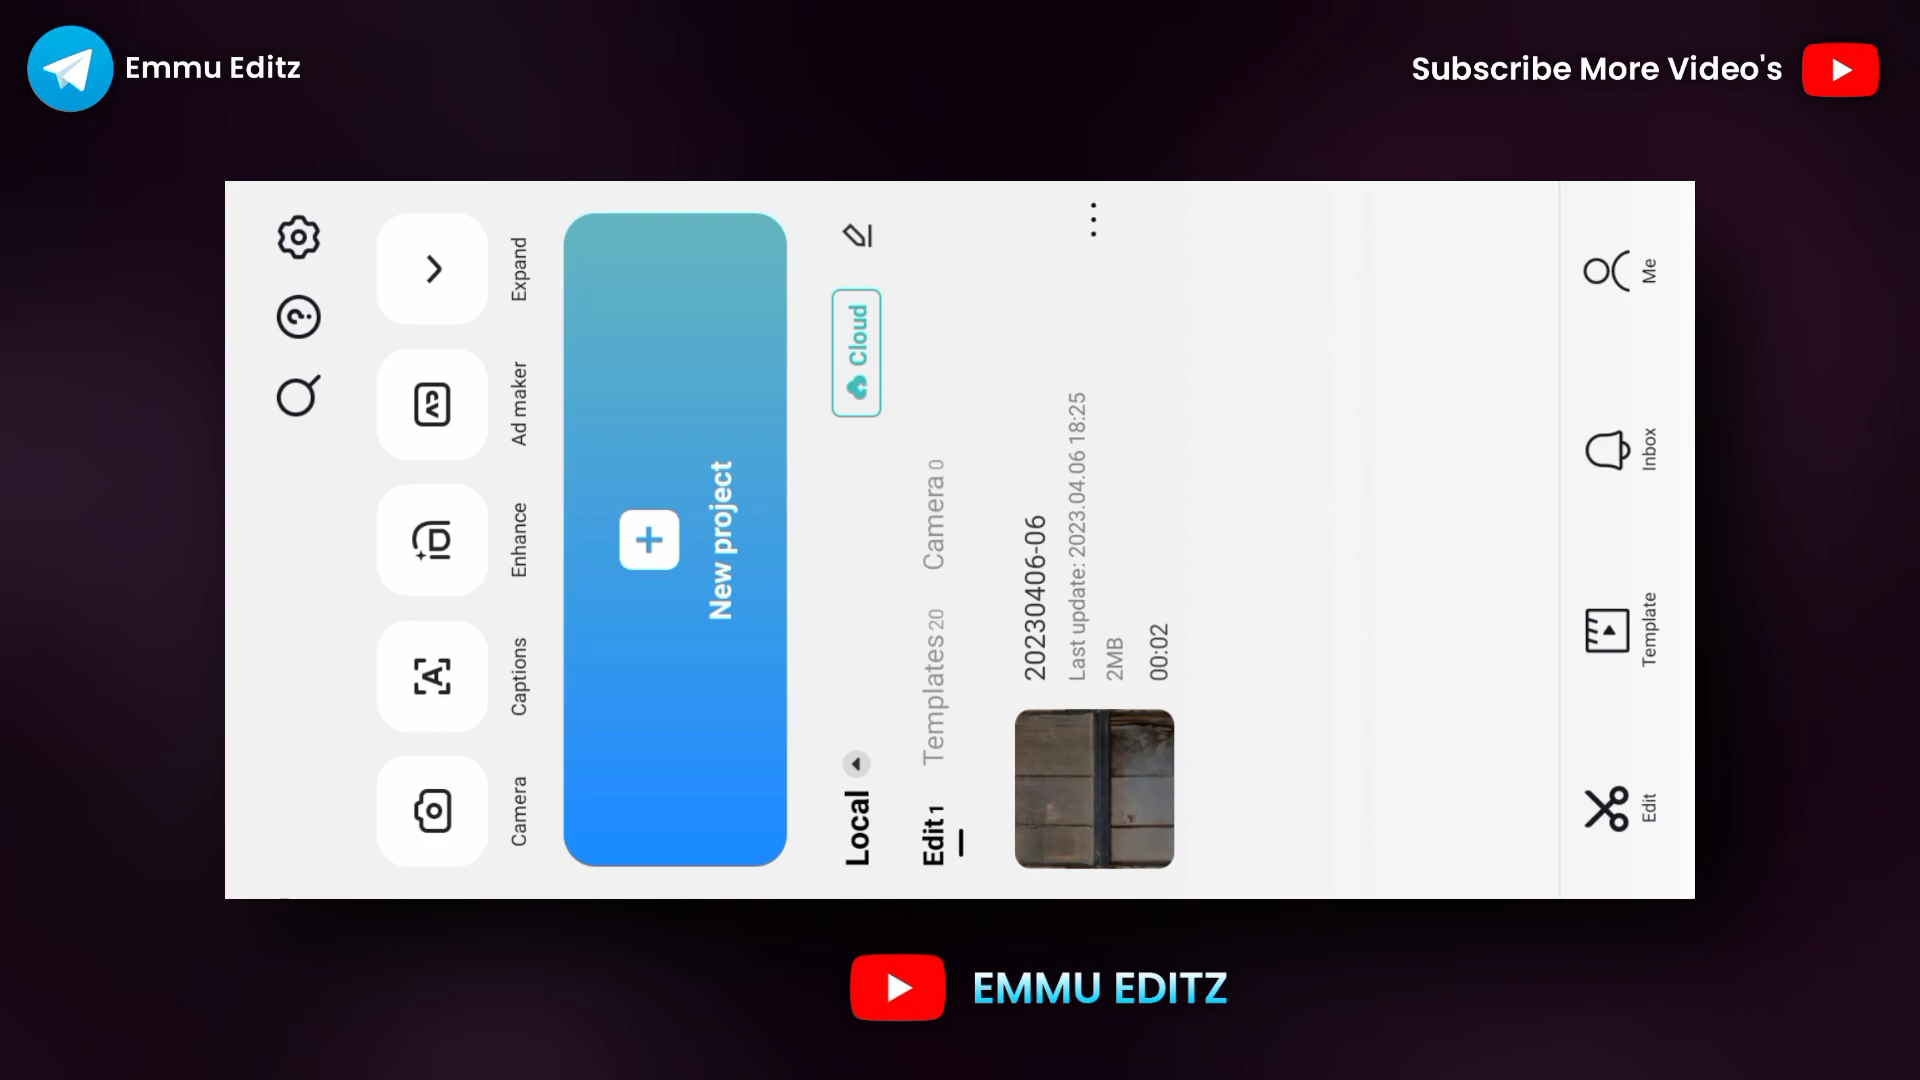 Emmu Editz
Subscribe More Video's
Camera
Captions
Enhance
Ad maker
Expand
New project
Local
Cloud
Edit 1
Templates 20
Camera 0
20230406-06
Last update: 2023.04.06 18:25
2MB
00:02
Edit
Template
Inbox
Me
EMMU EDITZ